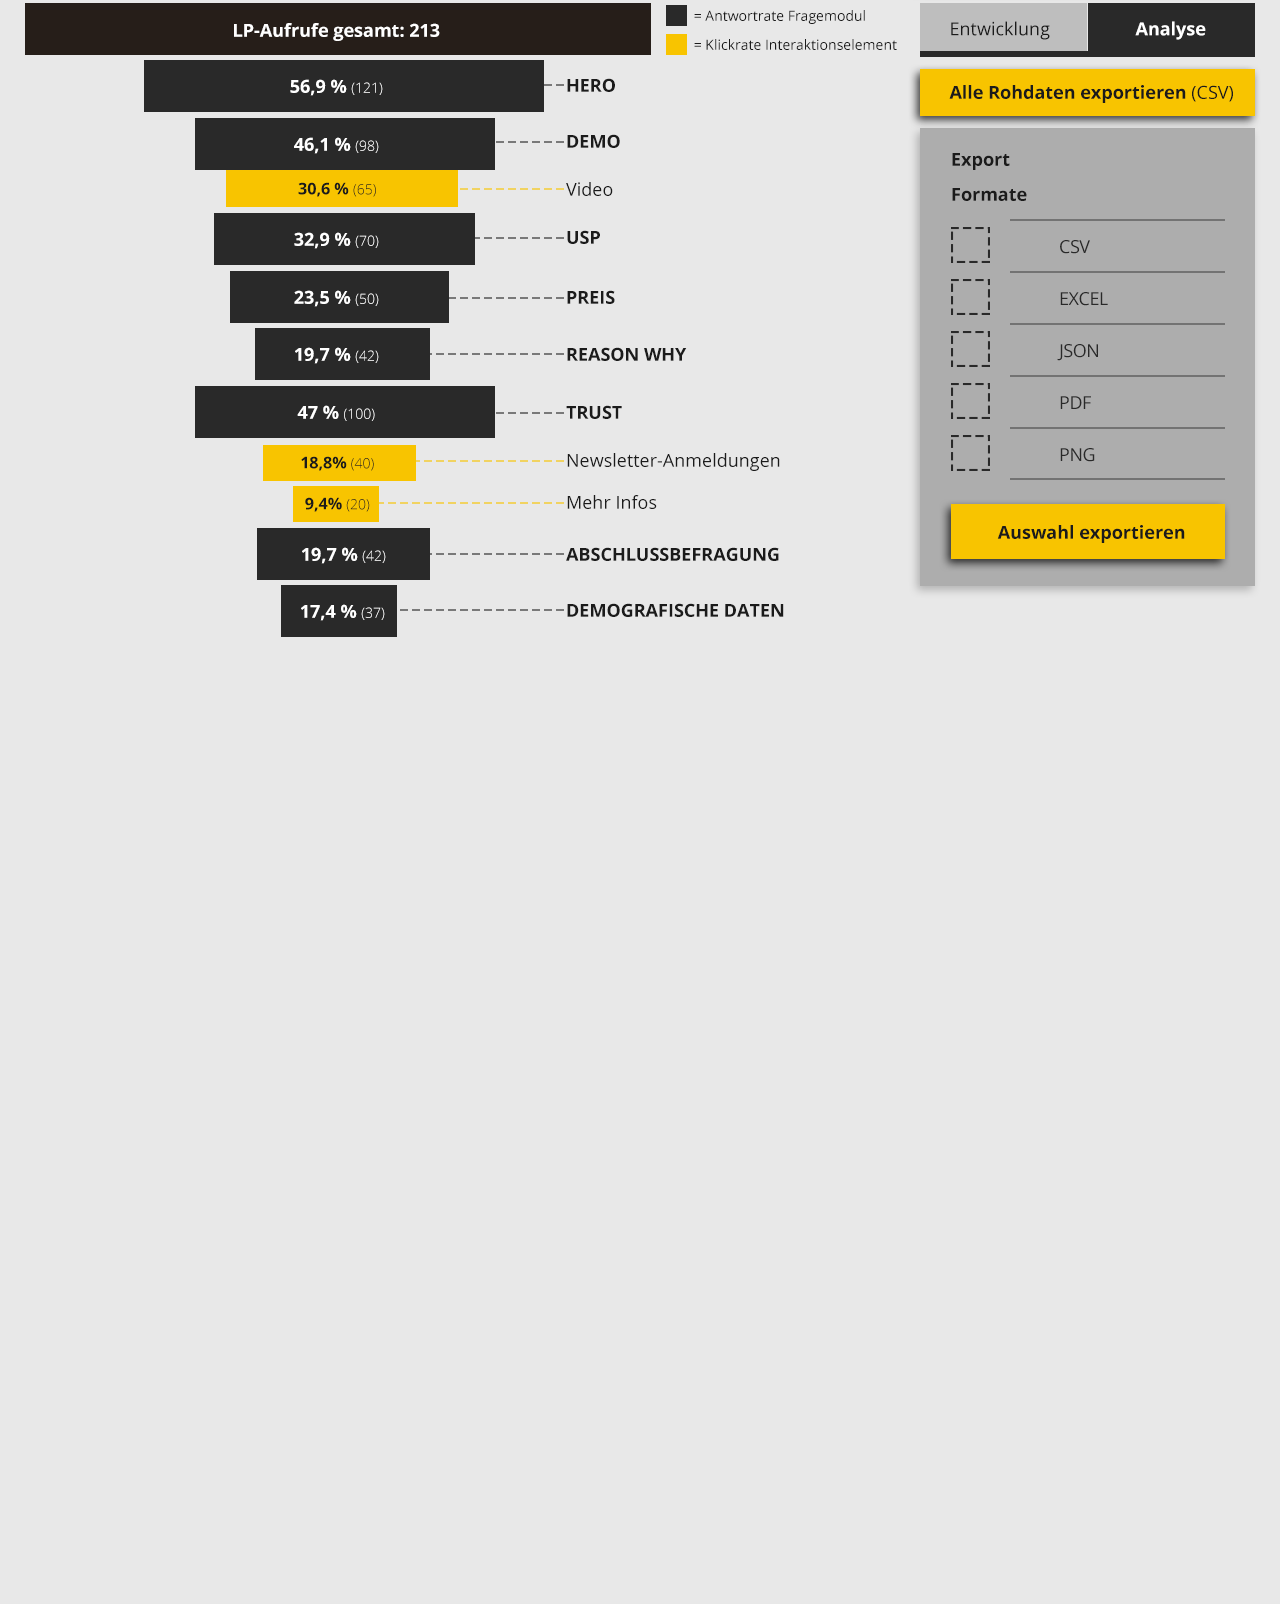 LP-Aufrufe gesamt: 213
= Antwortrate Fragemodul
= Klickrate Interaktionselement
56,9 % (121) HERO
46,1 % (98) DEMO
30,6 % (65) Video
32,9 % (70) USP
23,5 % (50) PREIS
19,7 % (42) REASON WHY
47 % (100) TRUST
18,8% (40) Newsletter-Anmeldungen
9,4% (20) Mehr Infos
19,7 % (42) ABSCHLUSSBEFRAGUNG
17,4 % (37) DEMOGRAFISCHE DATEN
Entwicklung Analyse
Alle Rohdaten exportieren (CSV)
Export
Formate
CSV
EXCEL
JSON
PDF
PNG
Auswahl exportieren